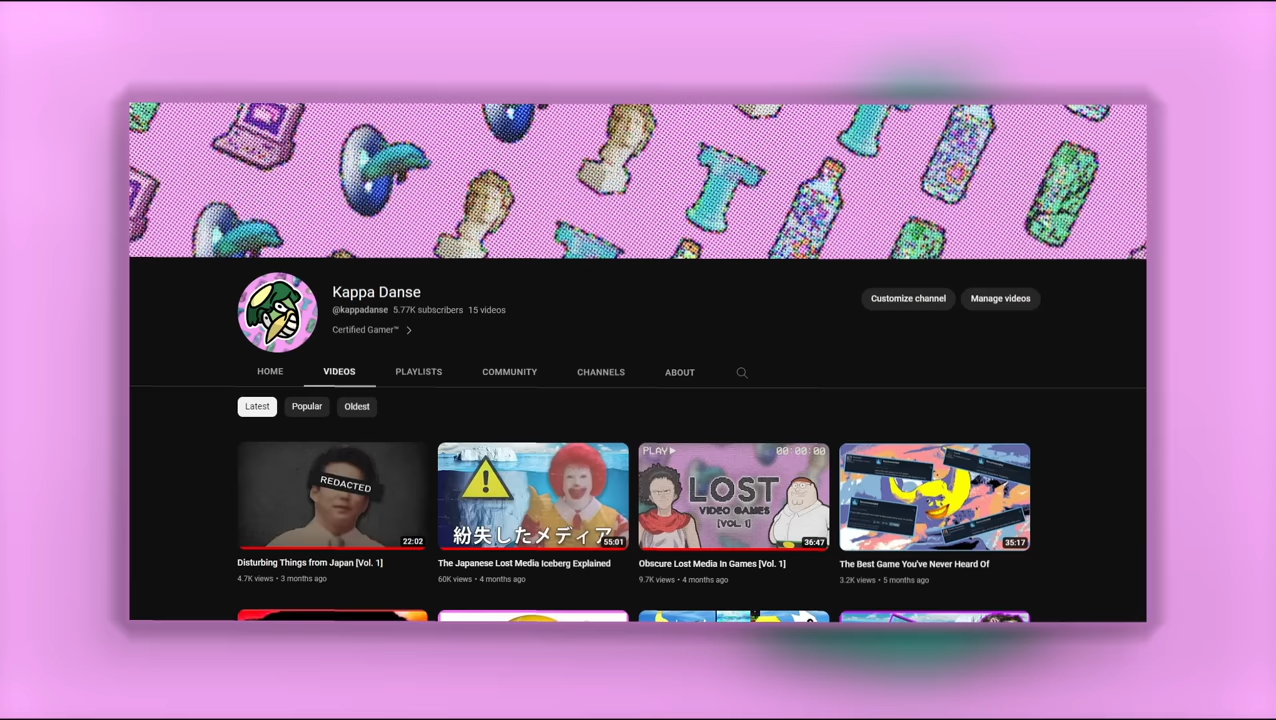 Kappa Danse
@kappadanse 5.77K subscribers 15 videos
Certified Gamer™
Customize channel
Manage videos
HOME VIDEOS PLAYLISTS COMMUNITY CHANNELS ABOUT
Latest Popular Oldest
REDACTED
22:02
紛失したメディア
55:01
PLAY 00:00:00
LOST
VIDEO GAMES
[VOL. 1]
36:47
35:17
Disturbing Things from Japan [Vol. 1]
4.7K views • 3 months ago
The Japanese Lost Media Iceberg Explained
60K views • 4 months ago
Obscure Lost Media In Games [Vol. 1]
9.7K views • 4 months ago
The Best Game You've Never Heard Of
3.2K views • 5 months ago